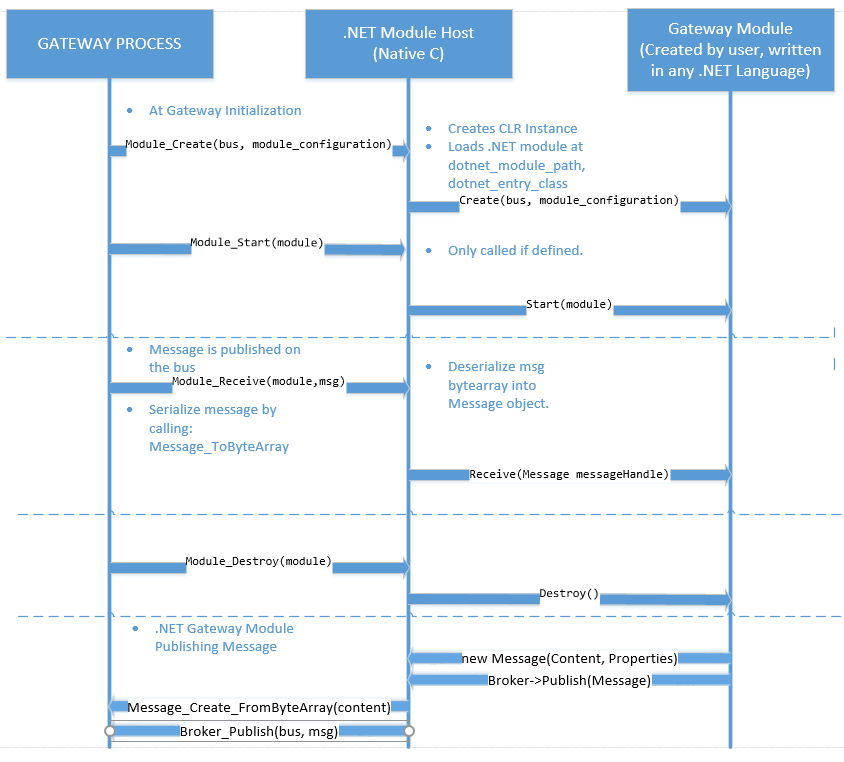 GATEWAY PROCESS
.NET Module Host
(Native C)
Gateway Module
(Created by user, written
in any .NET Language)
• At Gateway Initialization
Module_Create(bus, module_configuration)
• Creates CLR Instance
• Loads .NET module at
dotnet_module_path,
dotnet_entry_class
Create(bus, module_configuration)
Module_Start(module)
• Only called if defined.
Start(module)
• Message is published on
the bus
Module_Receive(module,msg)
• Deserialize msg
bytearray into
Message object.
• Serialize message by
calling:
Message_ToByteArray
Receive(Message messageHandle)
Module_Destroy(module)
Destroy()
• .NET Gateway Module
Publishing Message
new Message(Content, Properties)
Broker->Publish(Message)
Message_Create_FromByteArray(content)
Broker_Publish(bus, msg)